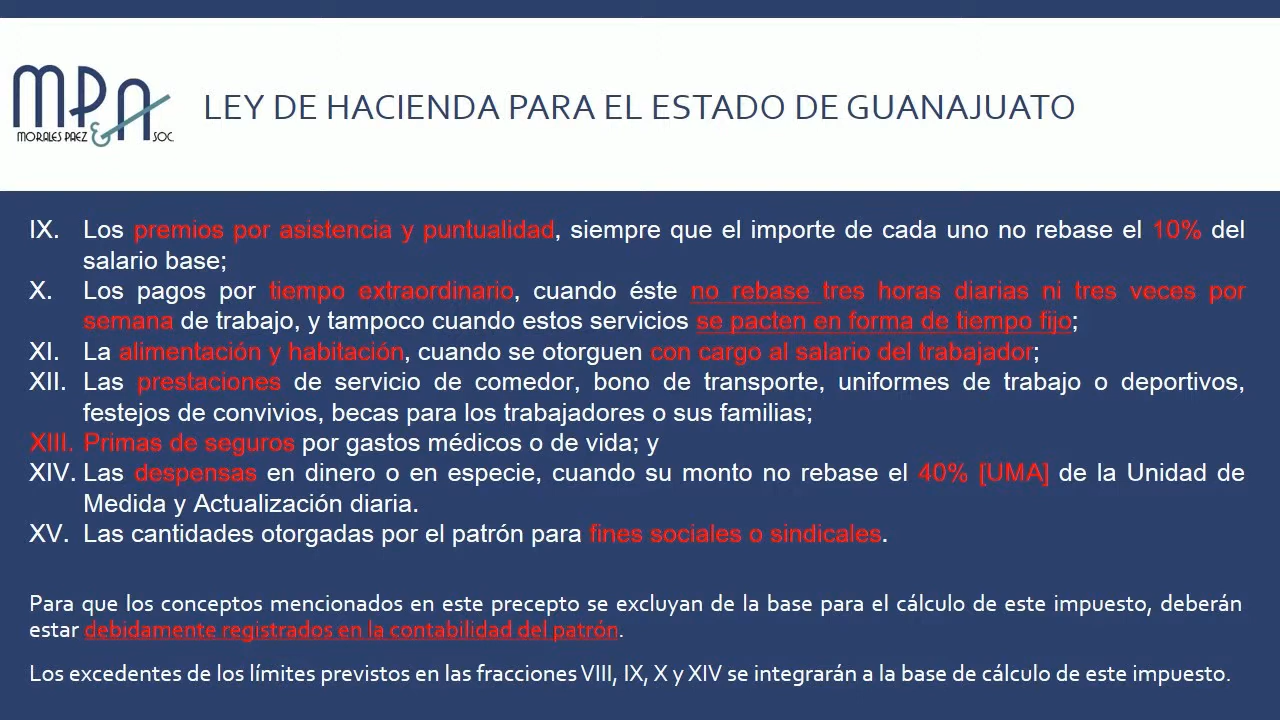 MPA
MORALES PAEZ & SOC.
LEY DE HACIENDA PARA EL ESTADO DE GUANAJUATO
IX. Los premios por asistencia y puntualidad, siempre que el importe de cada uno no rebase el 10% del
salario base;
X. Los pagos por tiempo extraordinario, cuando éste no rebase tres horas diarias ni tres veces por
semana de trabajo, y tampoco cuando estos servicios se pacten en forma de tiempo fijo;
XI. La alimentación y habitación, cuando se otorguen con cargo al salario del trabajador;
XII. Las prestaciones de servicio de comedor, bono de transporte, uniformes de trabajo o deportivos,
festejos de convivios, becas para los trabajadores o sus familias;
XIII. Primas de seguros por gastos médicos o de vida; y
XIV. Las despensas en dinero o en especie, cuando su monto no rebase el 40% [UMA] de la Unidad de
Medida y Actualización diaria.
XV. Las cantidades otorgadas por el patrón para fines sociales o sindicales.
Para que los conceptos mencionados en este precepto se excluyan de la base para el cálculo de este impuesto, deberán
estar debidamente registrados en la contabilidad del patrón.
Los excedentes de los límites previstos en las fracciones VIII, IX, X y XIV se integrarán a la base de cálculo de este impuesto.